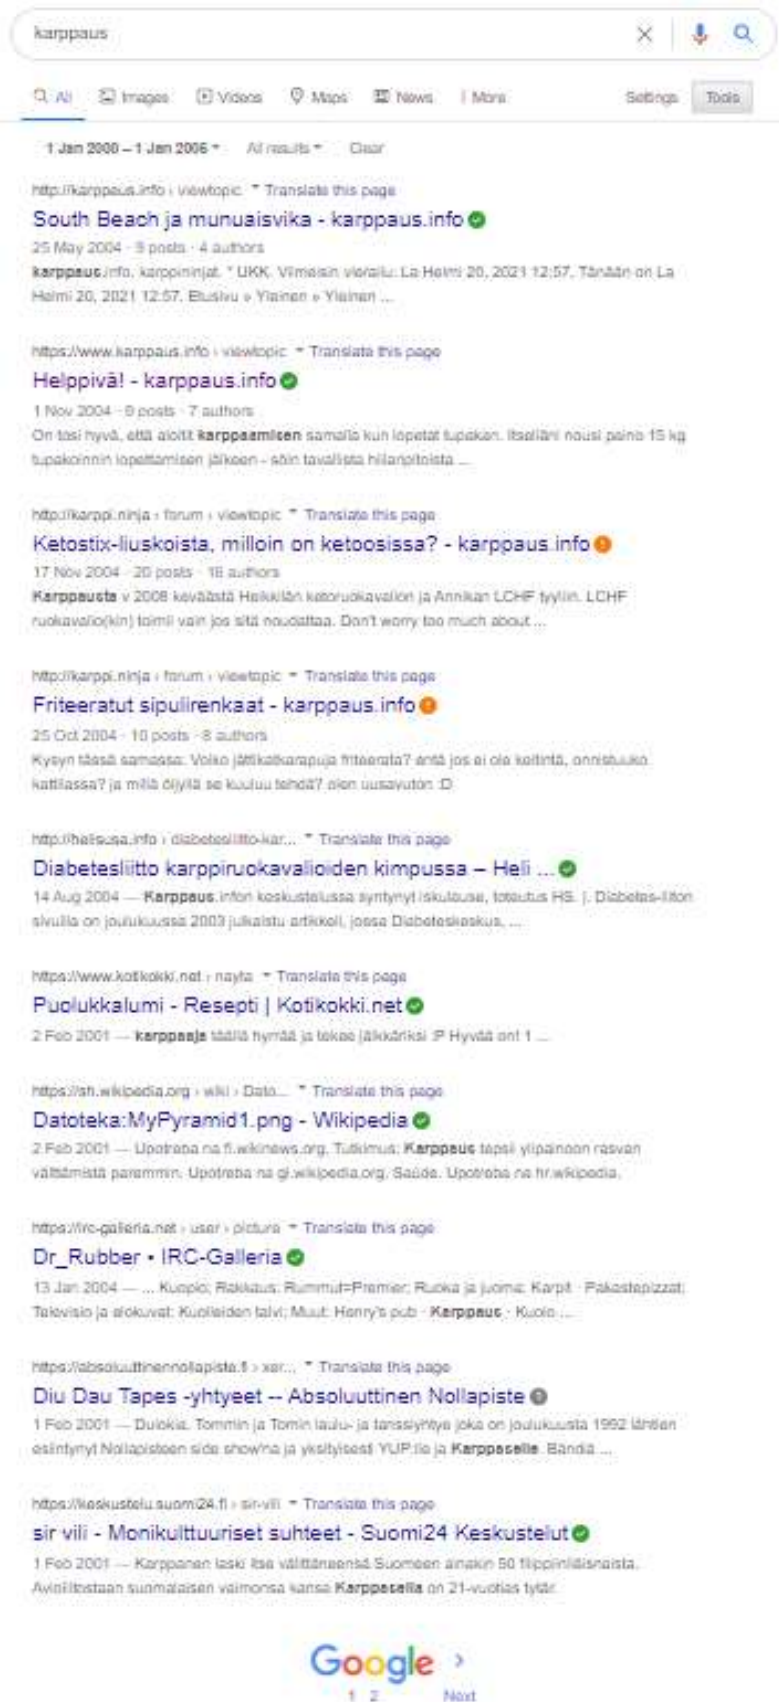 karppaus
All Images Videos Maps News More Settings Tools
1 Jan 2000 – 1 Jan 2006 All results Clear
http://karppaus.info › viewtopic Translate this page
South Beach ja munuaisvika - karppaus.info
25 May 2004 · 9 posts · 4 authors
karppaus.info. karppininjat. * UKK. Viimeisin vierailu: La Helmi 20, 2021 12:57. Tänään on La
Helmi 20, 2021 12:57. Etusivu » Yleinen » Yleinen ...
https://www.karppaus.info › viewtopic Translate this page
Helppivä! - karppaus.info
1 Nov 2004 · 9 posts · 7 authors
On tosi hyvä, että aloitit karppaamisen samalla kun lopetat tupakan. Itselläni nousi paino 15 kg
tupakoinnin lopettamisen jälkeen - söin tavallista hiilaripitoista ...
http://karppi.ninja › forum › viewtopic Translate this page
Ketostix-liuskoista, milloin on ketoosissa? - karppaus.info
17 Nov 2004 · 20 posts · 16 authors
Karppausta v 2008 keväästä Heikkilän ketoruokavalion ja Annikan LCHF tyyliin. LCHF
ruokavalio(kin) toimii vain jos sitä noudattaa. Don't worry too much about ...
http://karppi.ninja › forum › viewtopic Translate this page
Friteeratut sipulirenkaat - karppaus.info
25 Oct 2004 · 10 posts · 8 authors
Kysyn tässä samassa: Voiko jättikatkarapuja friteerata? entä jos ei ole keitintä, onnistuuko
kattilassa? ja millä öljyllä se kuuluu tehdä? olen uusavuton :D
http://helisusa.info › diabetesliitto-kar... Translate this page
Diabetesliitto karppiruokavalioiden kimpussa – Heli ...
14 Aug 2004 — Karppaus.infon keskustelussa syntynyt iskulause, toteutus HS. |. Diabetes-liiton
sivuilla on joulukuussa 2003 julkaistu artikkeli, jossa Diabeteskeskus, ...
https://www.kotikokki.net › nayta Translate this page
Puolukkalumi - Resepti | Kotikokki.net
2 Feb 2001 — karppaaja täällä hyrrää ja tekee jälkkäriksi :P Hyvää on! 1 ...
https://sh.wikipedia.org › wiki › Dato... Translate this page
Datoteka:MyPyramid1.png - Wikipedia
2 Feb 2001 — Upotreba na fi.wikinews.org. Tutkimus: Karppaus tepsii ylipainoon rasvan
välttämistä paremmin. Upotreba na gl.wikipedia.org. Saúde. Upotreba na hr.wikipedia.
https://irc-galleria.net › user › picture Translate this page
Dr_Rubber • IRC-Galleria
13 Jan 2004 — ... Kuopio; Rakkaus: Rummut=Premier; Ruoka ja juoma: Karpit · Pakastepizzat;
Televisio ja elokuvat: Kuolleiden talvi; Muut: Henry's pub · Karppaus · Kuolo ...
https://absoluuttinennollapiste.fi › xer... Translate this page
Diu Dau Tapes -yhtyeet -- Absoluuttinen Nollapiste
1 Feb 2001 — Dulokia. Tommin ja Tomin laulu- ja tanssiyhtye joka on joulukuusta 1992 lähtien
esiintynyt Nollapisteen side show'na ja yksityisesti YUP:lle ja Karppaselle. Bändiä ...
https://keskustelu.suomi24.fi › sir-vili Translate this page
sir vili - Monikulttuuriset suhteet - Suomi24 Keskustelut
1 Feb 2001 — Karppanen laski itse välittäneensä Suomeen ainakin 50 filippiiniläisnaista.
Avioliitostaan suomalaisen vaimonsa kanssa Karppasella on 21-vuotias tytär.
Google
1 2 Next